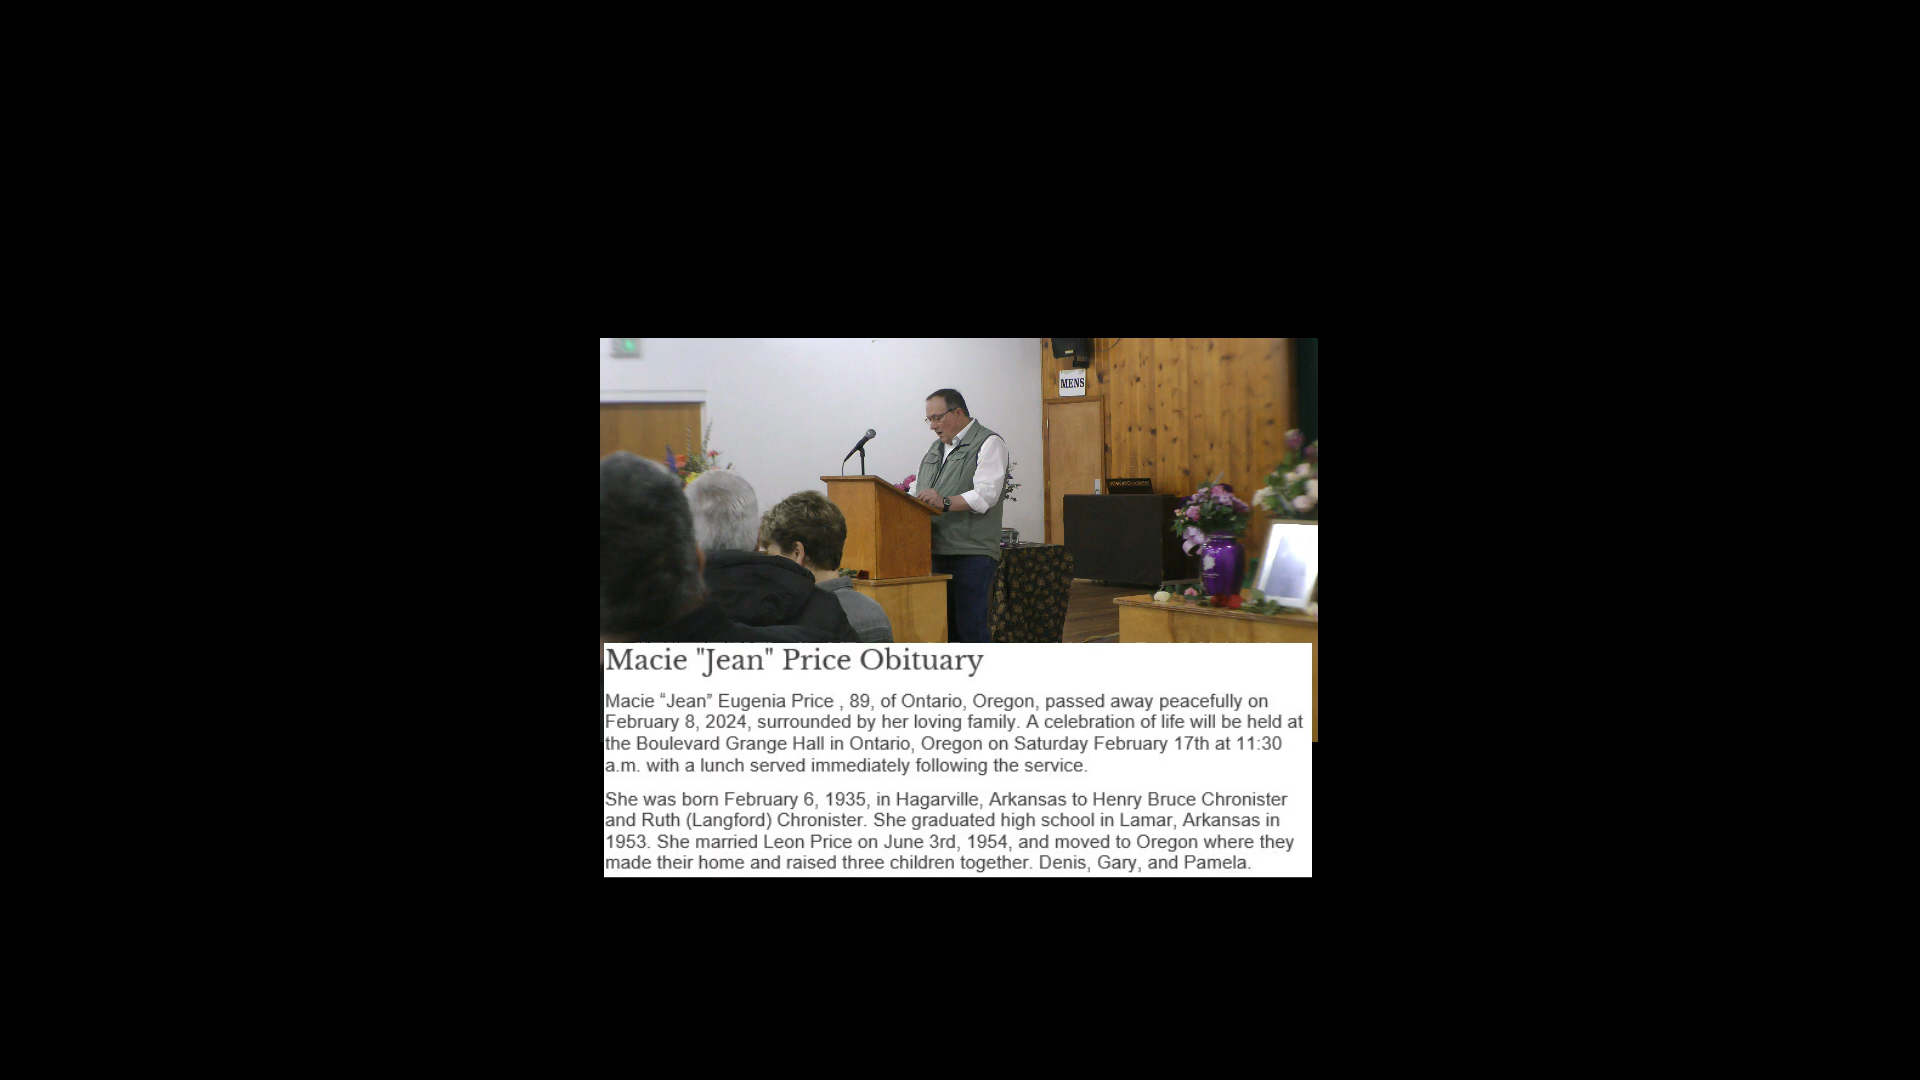 MENS
Macie "Jean" Price Obituary
Macie “Jean” Eugenia Price , 89, of Ontario, Oregon, passed away peacefully on
February 8, 2024, surrounded by her loving family. A celebration of life will be held at
the Boulevard Grange Hall in Ontario, Oregon on Saturday February 17th at 11:30
a.m. with a lunch served immediately following the service.
She was born February 6, 1935, in Hagarville, Arkansas to Henry Bruce Chronister
and Ruth (Langford) Chronister. She graduated high school in Lamar, Arkansas in
1953. She married Leon Price on June 3rd, 1954, and moved to Oregon where they
made their home and raised three children together. Denis, Gary, and Pamela.